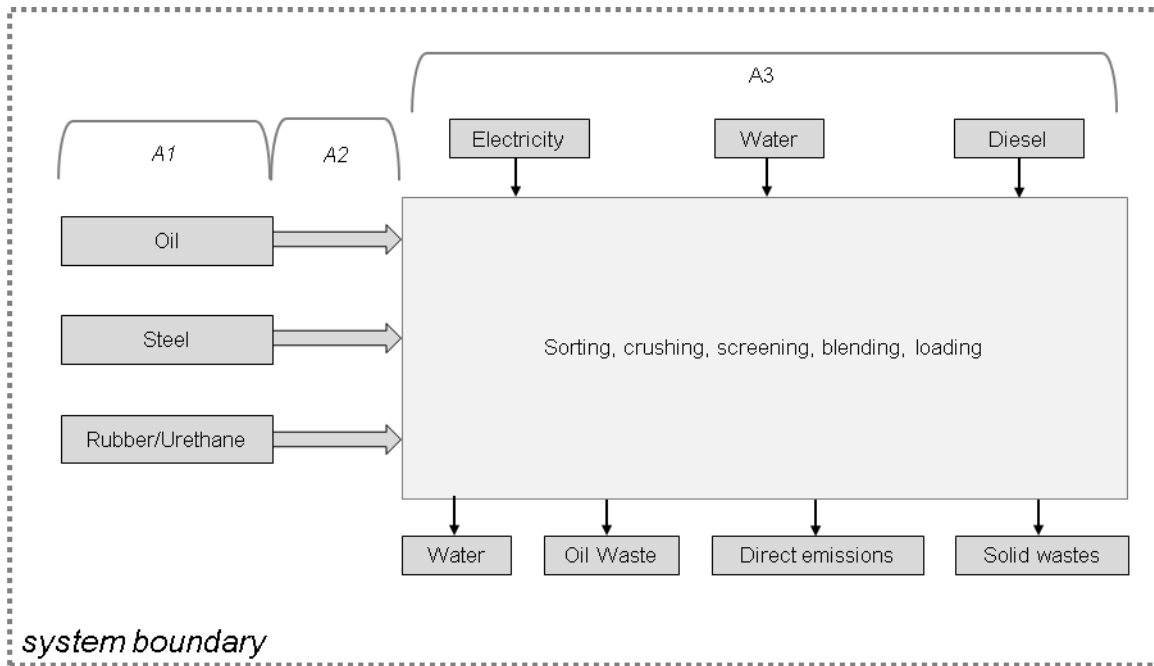 A3
A1
A2
Electricity
Water
Diesel
Oil
Steel
Sorting, crushing, screening, blending, loading
Rubber/Urethane
Water
Oil Waste
Direct emissions
Solid wastes
system boundary